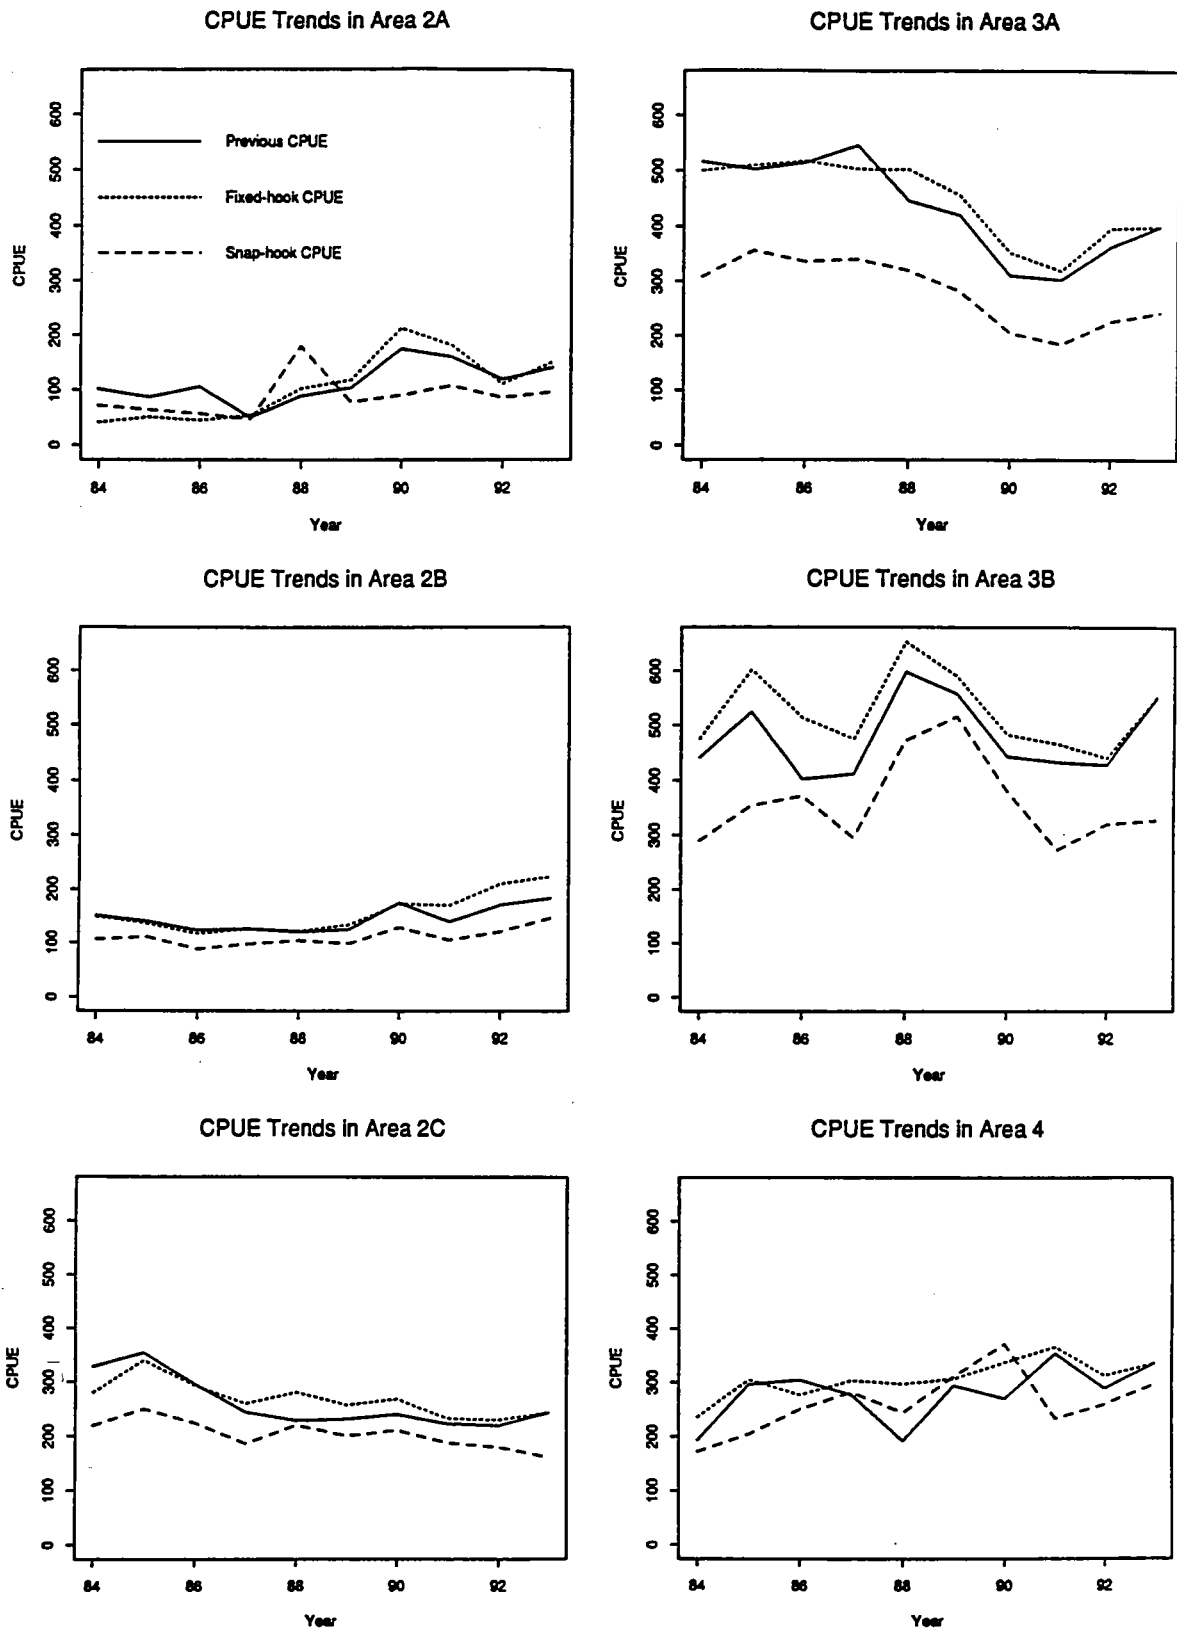 CPUE Trends in Area 2A
600
500
400
300
200
100
0
CPUE
Previous CPUE
Fixed-hook CPUE
Snap-hook CPUE
84 86 88 90 92
Year
CPUE Trends in Area 3A
600
500
400
300
200
100
0
CPUE
84 86 88 90 92
Year
CPUE Trends in Area 2B
600
500
400
300
200
100
0
CPUE
84 86 88 90 92
Year
CPUE Trends in Area 3B
600
500
400
300
200
100
0
CPUE
84 86 88 90 92
Year
CPUE Trends in Area 2C
600
500
400
300
200
100
0
CPUE
84 86 88 90 92
Year
CPUE Trends in Area 4
600
500
400
300
200
100
0
CPUE
84 86 88 90 92
Year